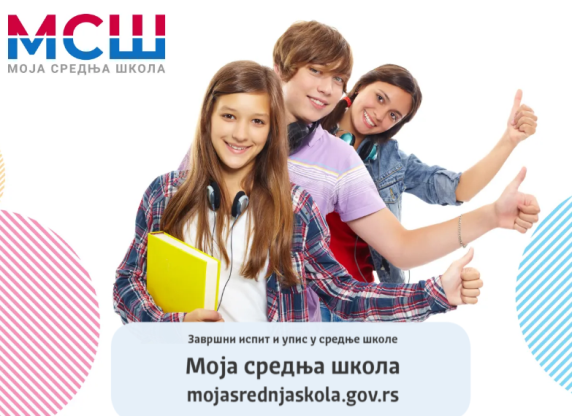 МСШ
МОЈА СРЕДЊА ШКОЛА
Завршни испит и упис у средње школе
Моја средња школа
mojasrednjaskola.gov.rs